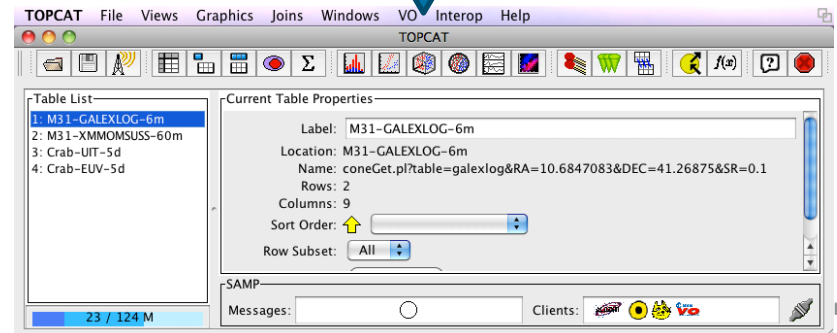 TOPCAT File Views Graphics Joins Windows VO Interop Help
TOPCAT
Σ f(x) ?
Table List
1: M31-GALEXLOG-6m
2: M31-XMMOMSUSS-60m
3: Crab-UIT-5d
4: Crab-EUV-5d
23 / 124 M
Current Table Properties
Label: M31-GALEXLOG-6m
Location: M31-GALEXLOG-6m
Name: coneGet.pl?table=galexlog&RA=10.6847083&DEC=41.26875&SR=0.1
Rows: 2
Columns: 9
Sort Order:
Row Subset: All
SAMP
Messages: Clients: VO